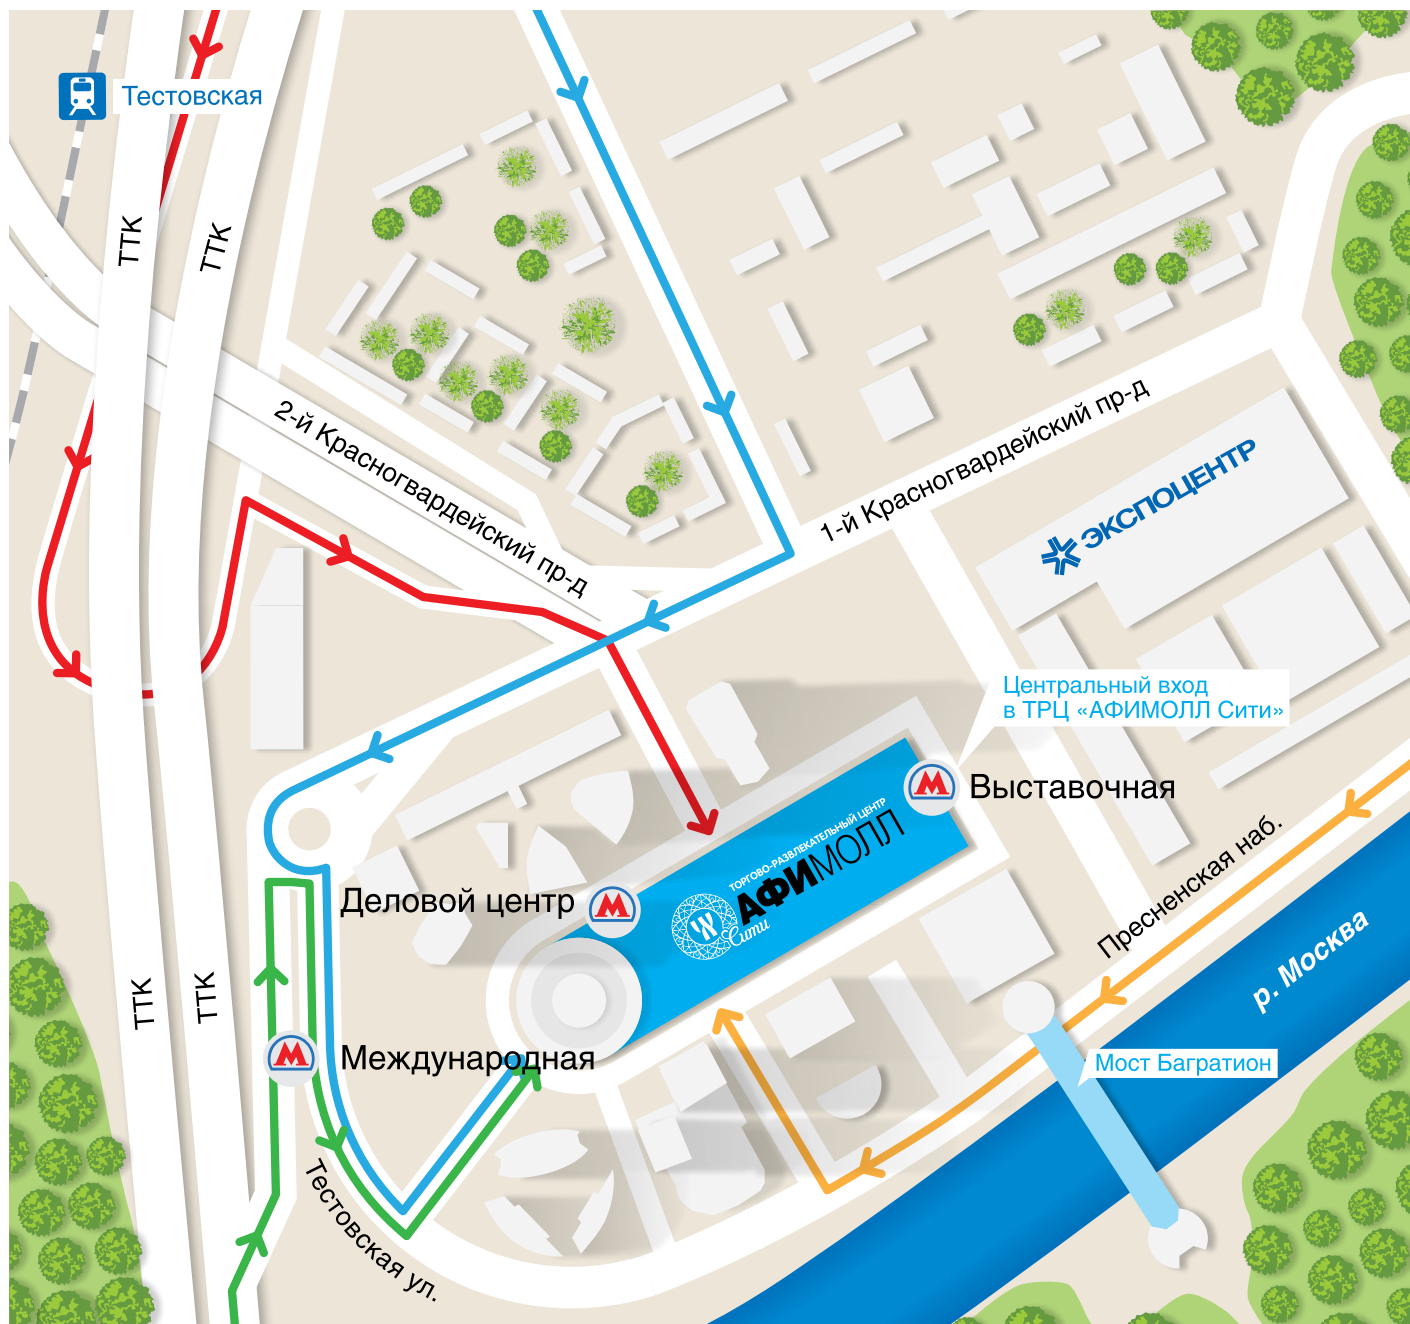 Тестовская
ТТК
ТТК
2-й Красногвардейский пр-д
1-й Красногвардейский пр-д
ЭКСПОЦЕНТР
Центральный вход
в ТРЦ «АФИМОЛЛ Сити»
Выставочная
ТОРГОВО-РАЗВЛЕКАТЕЛЬНЫЙ ЦЕНТР
АФИМОЛЛ
Сити
Деловой центр
Пресненская наб.
р. Москва
ТТК
ТТК
Международная
Мост Багратион
Тестовская ул.